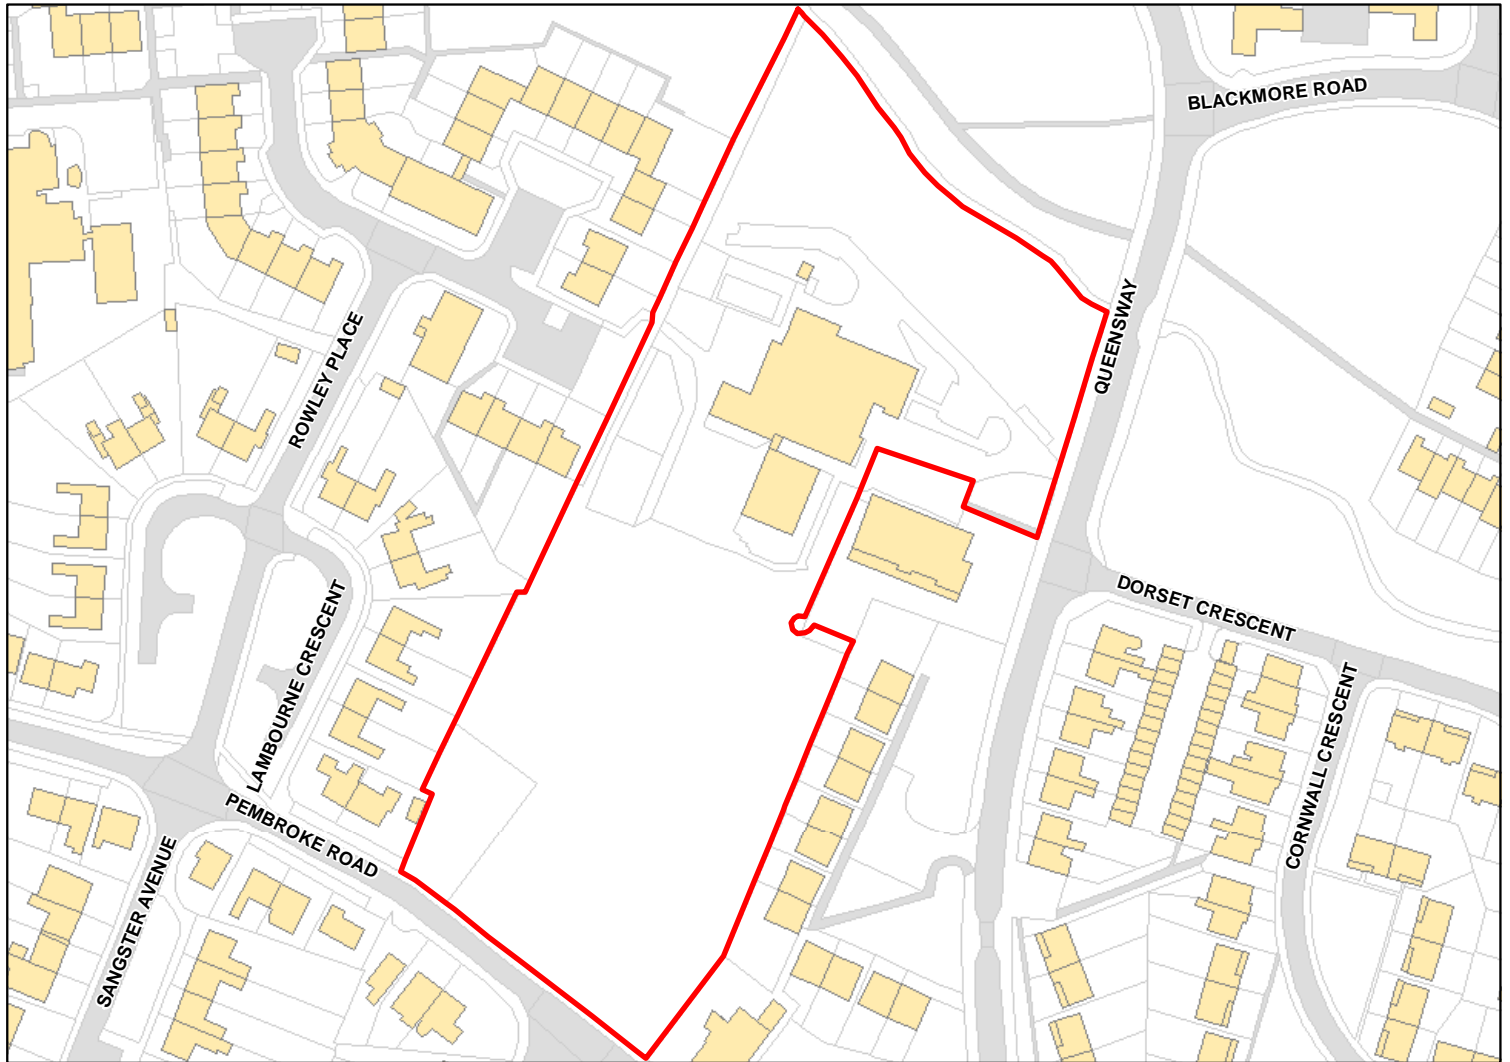 BLACKMORE ROAD
QUEENSWAY
ROWLEY PLACE
DORSET CRESCENT
LAMBOURNE CRESCENT
CORNWALL CRESCENT
PEMBROKE ROAD
SANGSTER AVENUE